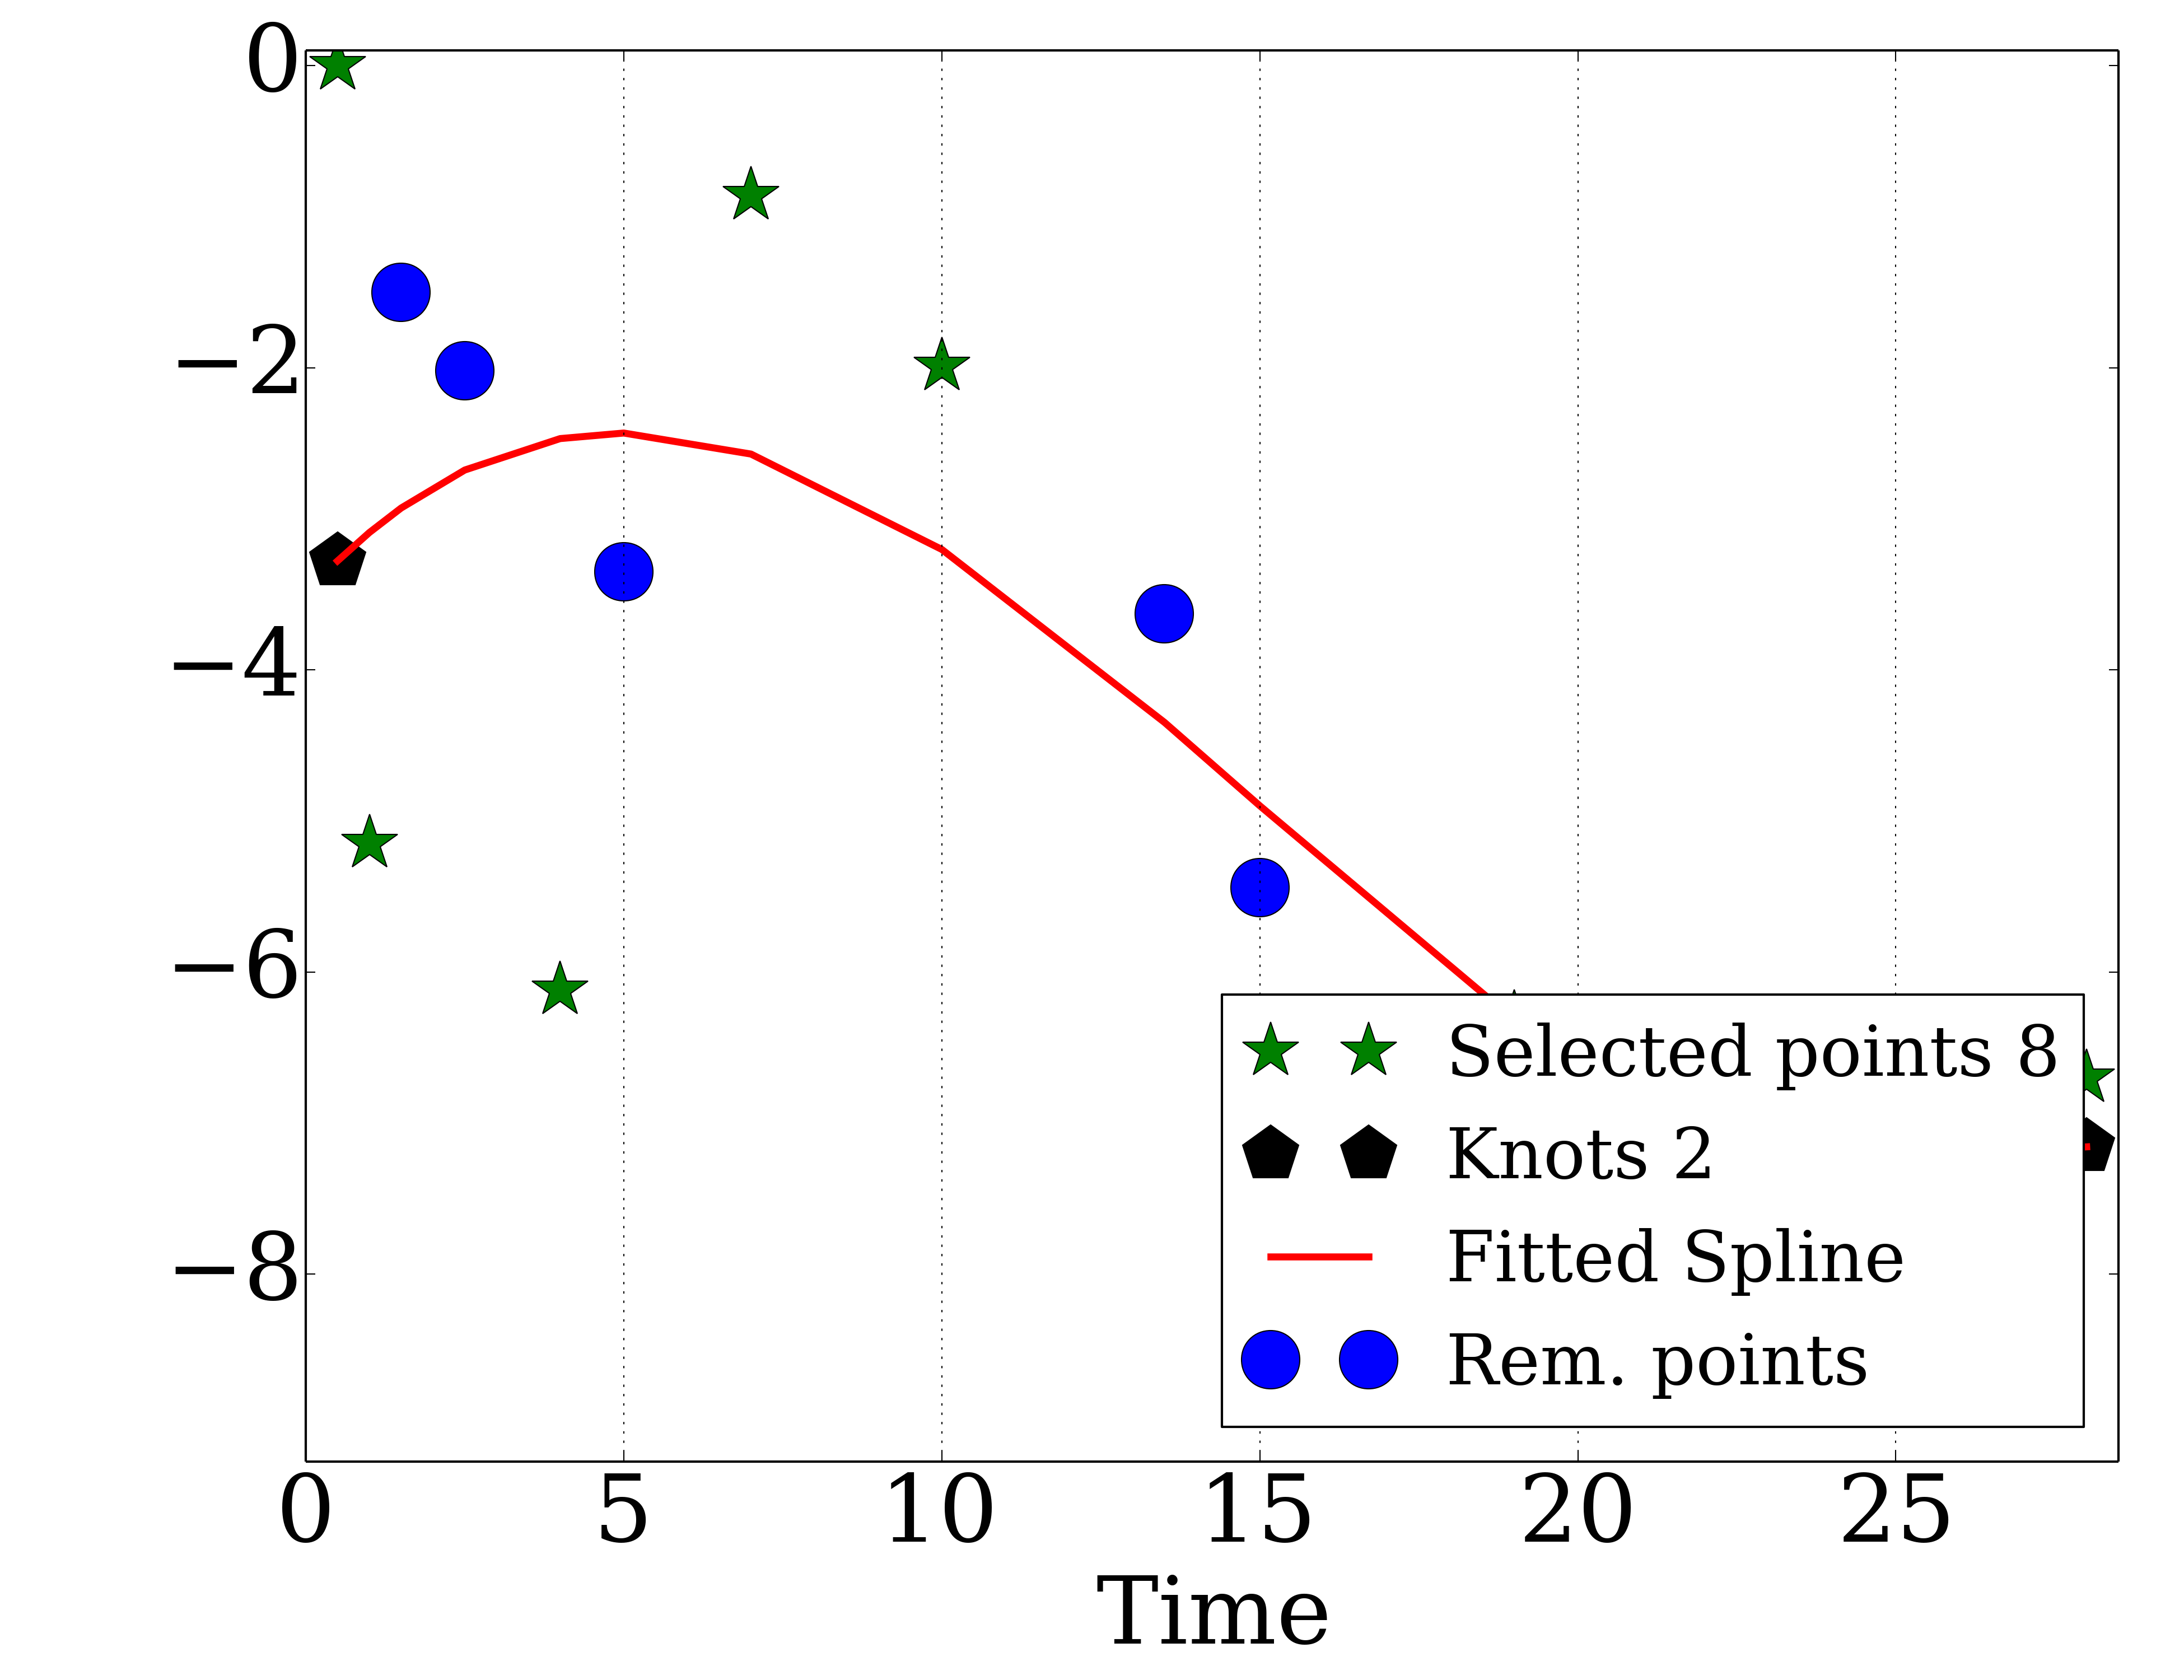 0
−2
−4
−6
−8
Selected points 8
Knots 2
Fitted Spline
Rem. points
0 5 10 15 20 25
Time